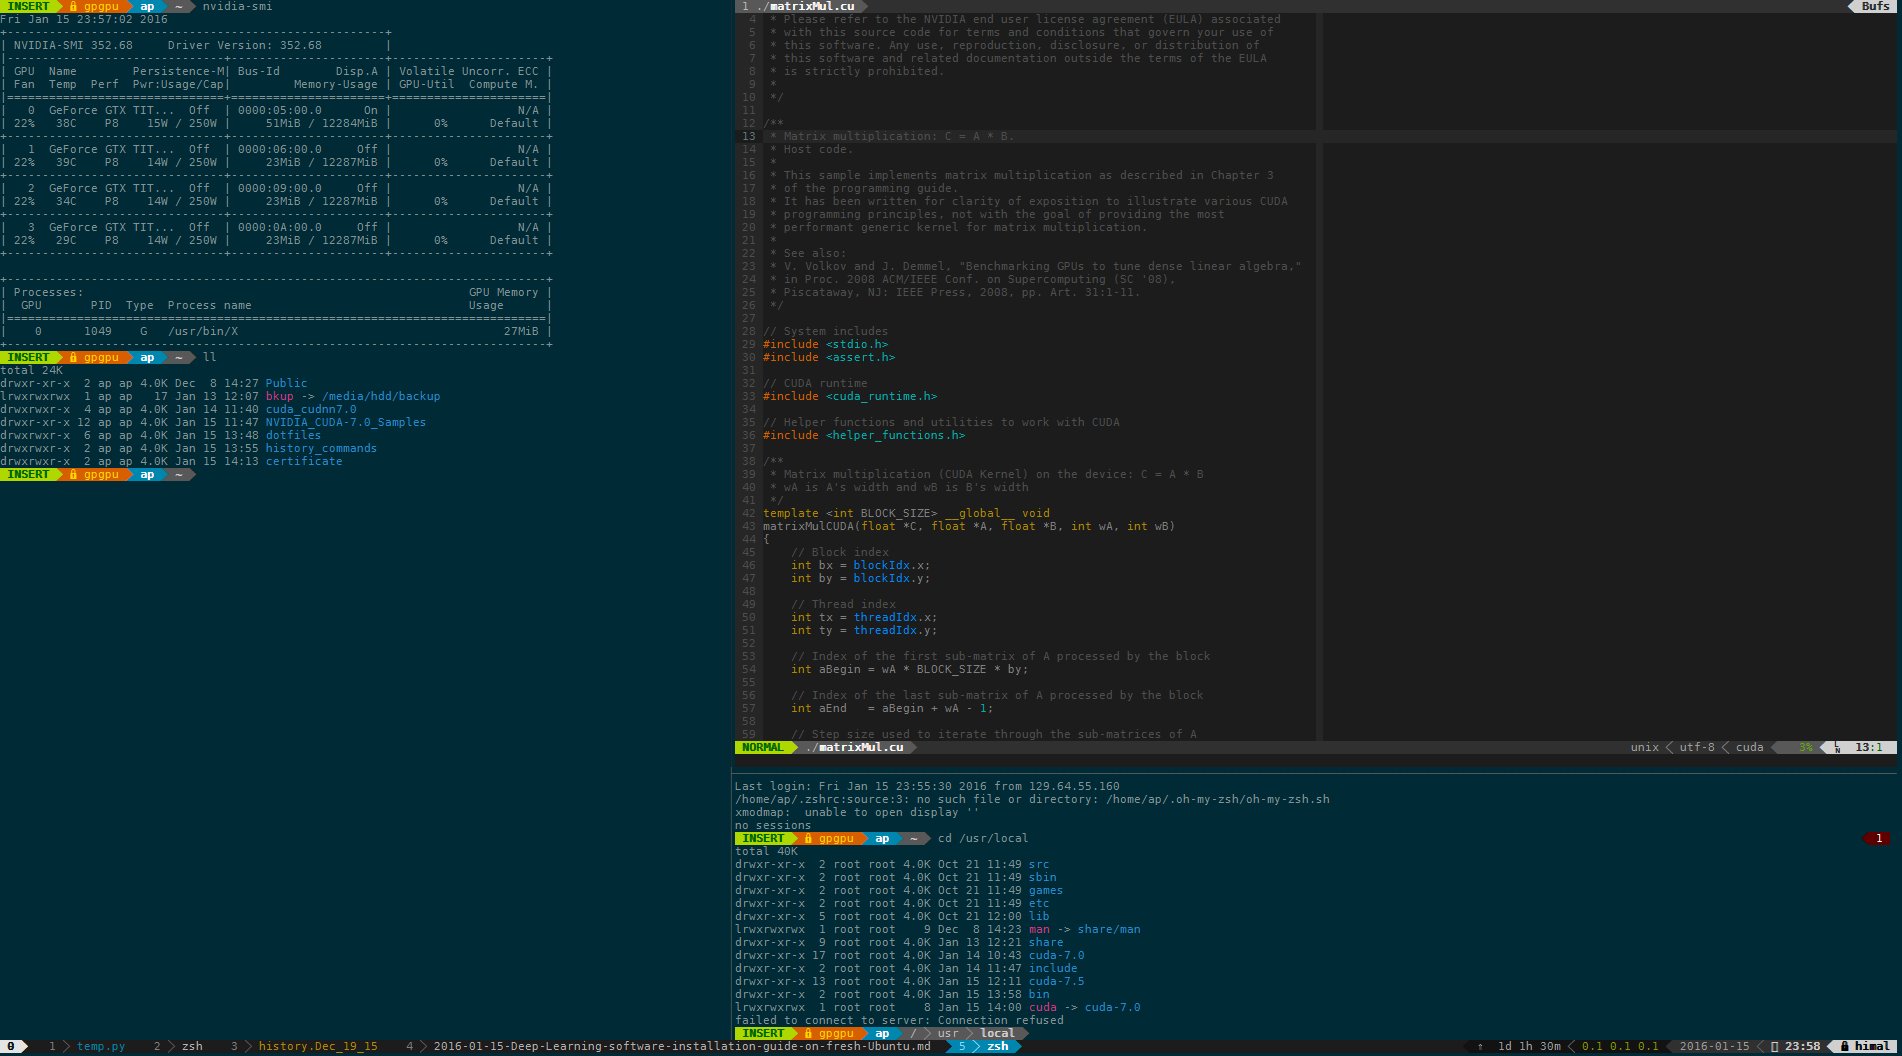 INSERT gpgpu ap ~ nvidia-smi
Fri Jan 15 23:57:02 2016
+------------------------------------------------------+
| NVIDIA-SMI 352.68     Driver Version: 352.68         |
|-------------------------------+----------------------+----------------------+
| GPU  Name        Persistence-M| Bus-Id        Disp.A | Volatile Uncorr. ECC |
| Fan  Temp  Perf  Pwr:Usage/Cap|         Memory-Usage | GPU-Util  Compute M. |
|===============================+======================+======================|
|   0  GeForce GTX TIT...  Off  | 0000:05:00.0      On |                  N/A |
| 22%   38C    P8    15W / 250W |     51MiB / 12284MiB |      0%      Default |
+-------------------------------+----------------------+----------------------+
|   1  GeForce GTX TIT...  Off  | 0000:06:00.0     Off |                  N/A |
| 22%   39C    P8    14W / 250W |     23MiB / 12287MiB |      0%      Default |
+-------------------------------+----------------------+----------------------+
|   2  GeForce GTX TIT...  Off  | 0000:09:00.0     Off |                  N/A |
| 22%   34C    P8    14W / 250W |     23MiB / 12287MiB |      0%      Default |
+-------------------------------+----------------------+----------------------+
|   3  GeForce GTX TIT...  Off  | 0000:0A:00.0     Off |                  N/A |
| 22%   29C    P8    14W / 250W |     23MiB / 12287MiB |      0%      Default |
+-------------------------------+----------------------+----------------------+
+-----------------------------------------------------------------------------+
| Processes:                                                       GPU Memory |
|  GPU       PID  Type  Process name                               Usage      |
|=============================================================================|
|    0      1049    G   /usr/bin/X                                      27MiB |
+-----------------------------------------------------------------------------+
INSERT gpgpu ap ~ ll
total 24K
drwxr-xr-x  2 ap ap 4.0K Dec  8 14:27 Public
lrwxrwxrwx  1 ap ap   17 Jan 13 12:07 bkup -> /media/hdd/backup
drwxrwxr-x  4 ap ap 4.0K Jan 14 11:40 cuda_cudnn7.0
drwxrwxr-x 12 ap ap 4.0K Jan 15 11:47 NVIDIA_CUDA-7.0_Samples
drwxrwxr-x  6 ap ap 4.0K Jan 15 13:48 dotfiles
drwxrwxr-x  2 ap ap 4.0K Jan 15 13:55 history_commands
drwxrwxr-x  2 ap ap 4.0K Jan 15 14:13 certificate
INSERT gpgpu ap ~
1 ./matrixMul.cu Bufs
4  * Please refer to the NVIDIA end user license agreement (EULA) associated
5  * with this source code for terms and conditions that govern your use of
6  * this software. Any use, reproduction, disclosure, or distribution of
7  * this software and related documentation outside the terms of the EULA
8  * is strictly prohibited.
9  *
10  */
11
12 /**
13  * Matrix multiplication: C = A * B.
14  * Host code.
15  *
16  * This sample implements matrix multiplication as described in Chapter 3
17  * of the programming guide.
18  * It has been written for clarity of exposition to illustrate various CUDA
19  * programming principles, not with the goal of providing the most
20  * performant generic kernel for matrix multiplication.
21  *
22  * See also:
23  * V. Volkov and J. Demmel, "Benchmarking GPUs to tune dense linear algebra,"
24  * in Proc. 2008 ACM/IEEE Conf. on Supercomputing (SC '08),
25  * Piscataway, NJ: IEEE Press, 2008, pp. Art. 31:1-11.
26  */
27
28 // System includes
29 #include <stdio.h>
30 #include <assert.h>
31
32 // CUDA runtime
33 #include <cuda_runtime.h>
34
35 // Helper functions and utilities to work with CUDA
36 #include <helper_functions.h>
37
38 /**
39  * Matrix multiplication (CUDA Kernel) on the device: C = A * B
40  * wA is A's width and wB is B's width
41  */
42 template <int BLOCK_SIZE> __global__ void
43 matrixMulCUDA(float *C, float *A, float *B, int wA, int wB)
44 {
45     // Block index
46     int bx = blockIdx.x;
47     int by = blockIdx.y;
48
49     // Thread index
50     int tx = threadIdx.x;
51     int ty = threadIdx.y;
52
53     // Index of the first sub-matrix of A processed by the block
54     int aBegin = wA * BLOCK_SIZE * by;
55
56     // Index of the last sub-matrix of A processed by the block
57     int aEnd   = aBegin + wA - 1;
58
59     // Step size used to iterate through the sub-matrices of A
NORMAL ./matrixMul.cu unix utf-8 cuda 3% LN 13:1
Last login: Fri Jan 15 23:55:30 2016 from 129.64.55.160
/home/ap/.zshrc:source:3: no such file or directory: /home/ap/.oh-my-zsh/oh-my-zsh.sh
xmodmap:  unable to open display ''
no sessions
INSERT gpgpu ap ~ cd /usr/local 1
total 40K
drwxr-xr-x  2 root root 4.0K Oct 21 11:49 src
drwxr-xr-x  2 root root 4.0K Oct 21 11:49 sbin
drwxr-xr-x  2 root root 4.0K Oct 21 11:49 games
drwxr-xr-x  2 root root 4.0K Oct 21 11:49 etc
drwxr-xr-x  5 root root 4.0K Oct 21 12:00 lib
lrwxrwxrwx  1 root root    9 Dec  8 14:23 man -> share/man
drwxr-xr-x  9 root root 4.0K Jan 13 12:21 share
drwxr-xr-x 17 root root 4.0K Jan 14 10:43 cuda-7.0
drwxr-xr-x  2 root root 4.0K Jan 14 11:47 include
drwxr-xr-x 13 root root 4.0K Jan 15 12:11 cuda-7.5
drwxr-xr-x  2 root root 4.0K Jan 15 13:58 bin
lrwxrwxrwx  1 root root    8 Jan 15 14:00 cuda -> cuda-7.0
failed to connect to server: Connection refused
INSERT gpgpu ap / usr local
0 1 temp.py 2 zsh 3 history.Dec_19_15 4 2016-01-15-Deep-Learning-software-installation-guide-on-fresh-Ubuntu.md 5 zsh ⇑ 1d 1h 30m 0.1 0.1 0.1 2016-01-15 23:58 himal